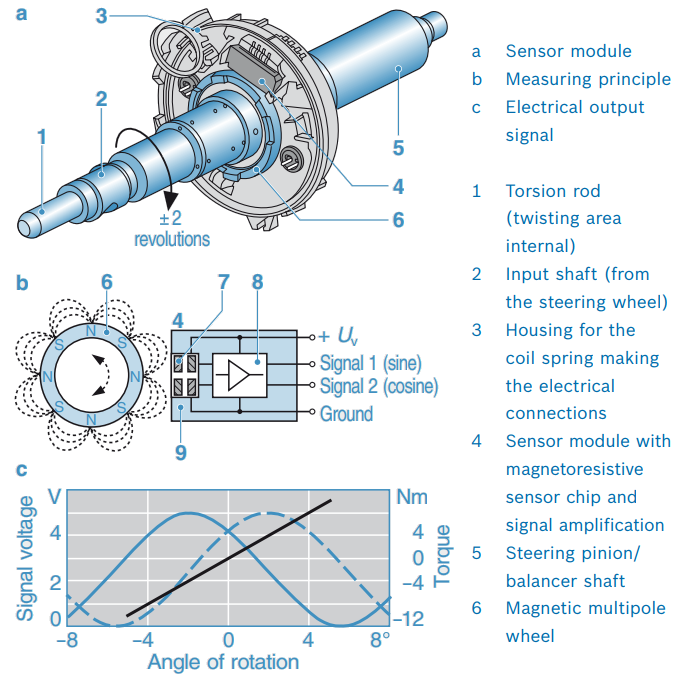 a
3
2
1
5
4
6
±2
revolutions
b
6
7
8
4
+ Uv
Signal 1 (sine)
Signal 2 (cosine)
Ground
9
N
S
N
S
N
S
N
S
c
V
Nm
Signal voltage
4
2
0
Torque
4
0
−4
−12
−8
−4
0
4
8°
Angle of rotation
a Sensor module
b Measuring principle
c Electrical output
signal
1 Torsion rod
(twisting area
internal)
2 Input shaft (from
the steering wheel)
3 Housing for the
coil spring making
the electrical
connections
4 Sensor module with
magnetoresistive
sensor chip and
signal amplification
5 Steering pinion/
balancer shaft
6 Magnetic multipole
wheel